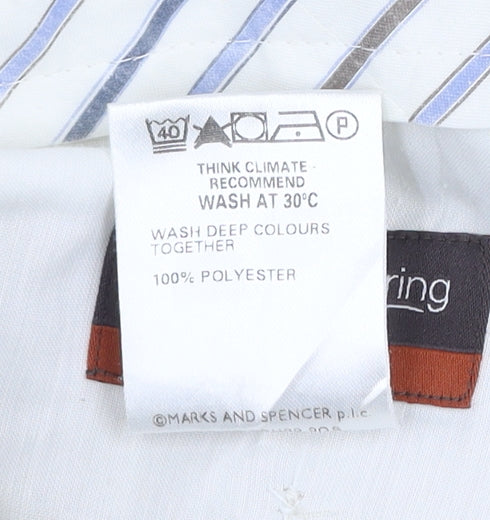 40 P
THINK CLIMATE -
RECOMMEND
WASH AT 30°C
WASH DEEP COLOURS
TOGETHER
100% POLYESTER
ring
©MARKS AND SPENCER p.l.c.